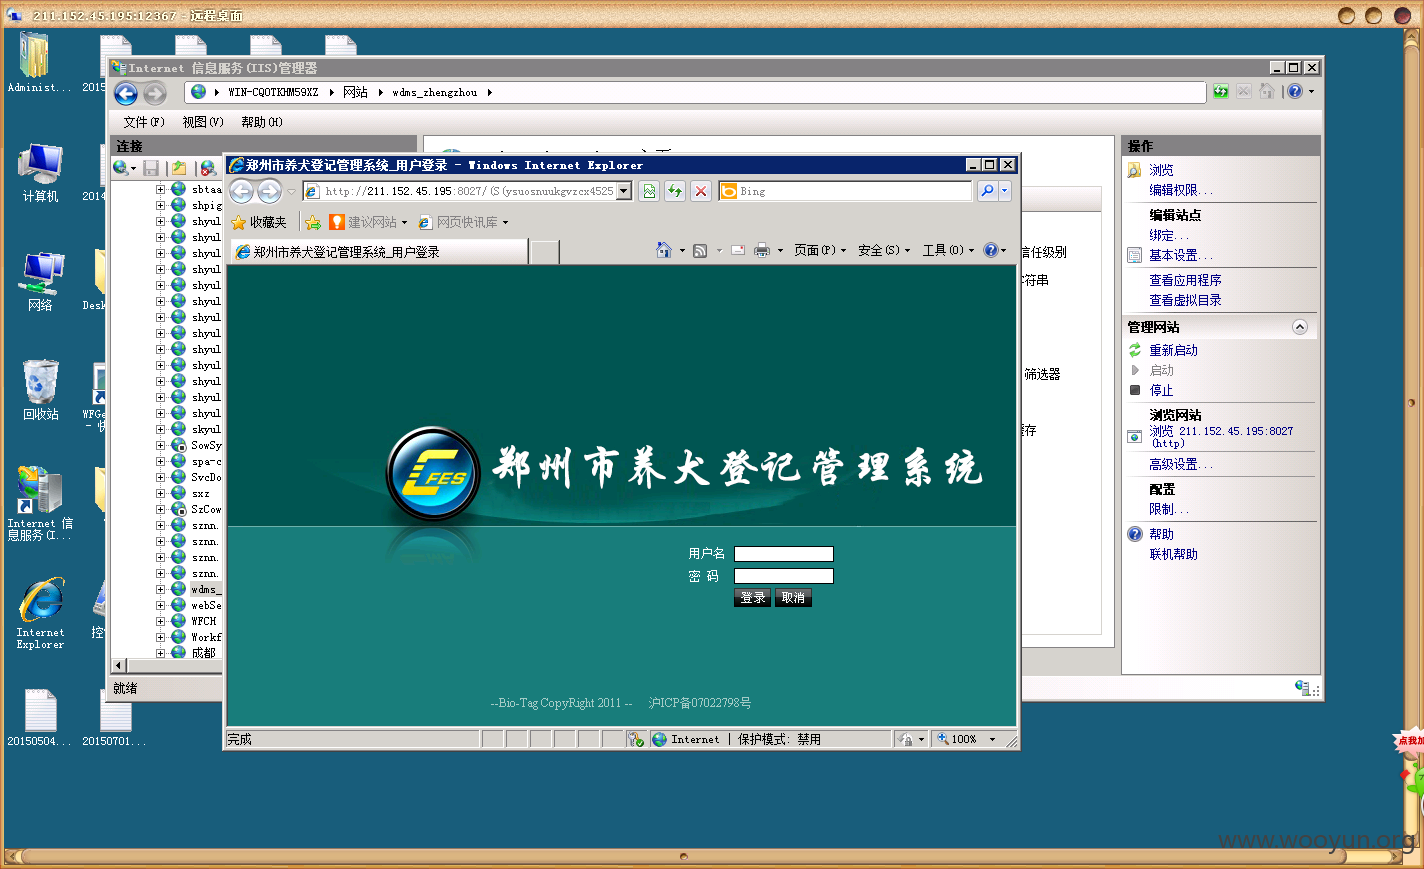 211.152.45.195:12367 - 远程桌面
Administ...
2015
Internet 信息服务(IIS)管理器
WIN-CQOTKHM59XZ
网站
wdms_zhengzhou
文件(F)
视图(V)
帮助(H)
连接
操作
郑州市养犬登记管理系统_用户登录 - Windows Internet Explorer
http://211.152.45.195:8027/(S(ysuosnuukgvzcx4525
Bing
收藏夹
建议网站
网页快讯库
郑州市养犬登记管理系统_用户登录
页面(P)
安全(S)
工具(O)
计算机
2014
网络
Desk
回收站
WFGe
- 快
Internet 信
息服务(I...
Internet
Explorer
控
20150504...
20150701...
sbtaa
shpig
shyul
shyul
shyul
shyul
shyul
shyul
shyul
shyul
shyul
shyul
shyul
shyul
shyul
skyul
SowSy
spa-c
SvcDo
sxz
SzCow
sznn.
sznn.
sznn.
sznn.
wdms_
webSe
WFCH
Workf
成都
就绪
CFES
郑州市养犬登记管理系统
用户名
密 码
登录
取消
--Bio-Tag CopyRight 2011 --
沪ICP备07022798号
完成
Internet | 保护模式: 禁用
100%
信任级别
符串
筛选器
浏览
编辑权限...
编辑站点
绑定...
基本设置...
查看应用程序
查看虚拟目录
管理网站
重新启动
启动
停止
浏览网站
浏览 211.152.45.195:8027
(http)
高级设置...
配置
限制...
帮助
联机帮助
点我加
www.wooyun.org